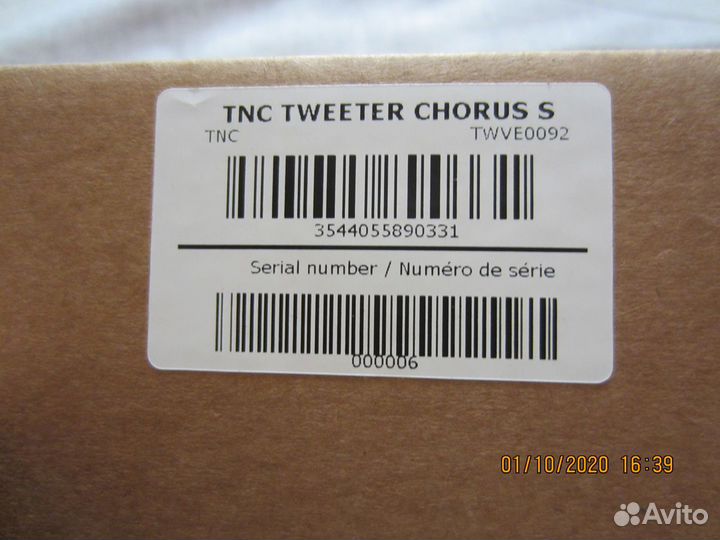 TNC TWEETER CHORUS S
TNC TWVE0092
3544055890331
Serial number / Numéro de série
000006
01/10/2020 16:39
Avito